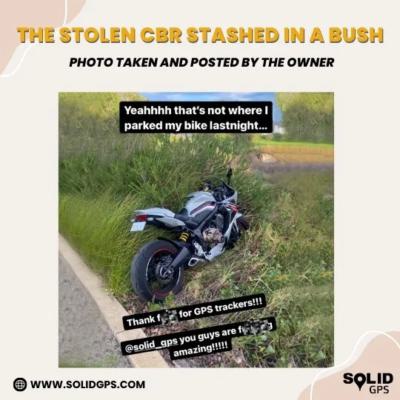 THE STOLEN CBR STASHED IN A BUSH
PHOTO TAKEN AND POSTED BY THE OWNER
Yeahhhh that's not where I
parked my bike lastnight...
Thank f for GPS trackers!!!
@solid_gps you guys are f g
amazing!!!!!
WWW.SOLIDGPS.COM
SOLID
GPS